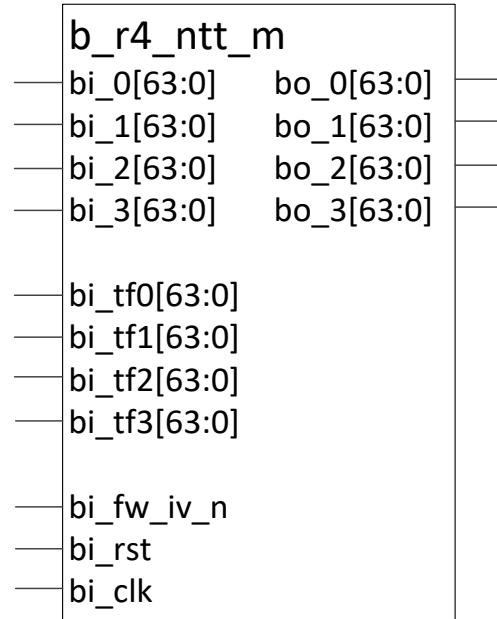 b_r4_ntt_m
bi_0[63:0] bo_0[63:0]
bi_1[63:0] bo_1[63:0]
bi_2[63:0] bo_2[63:0]
bi_3[63:0] bo_3[63:0]
bi_tf0[63:0]
bi_tf1[63:0]
bi_tf2[63:0]
bi_tf3[63:0]
bi_fw_iv_n
bi_rst
bi_clk